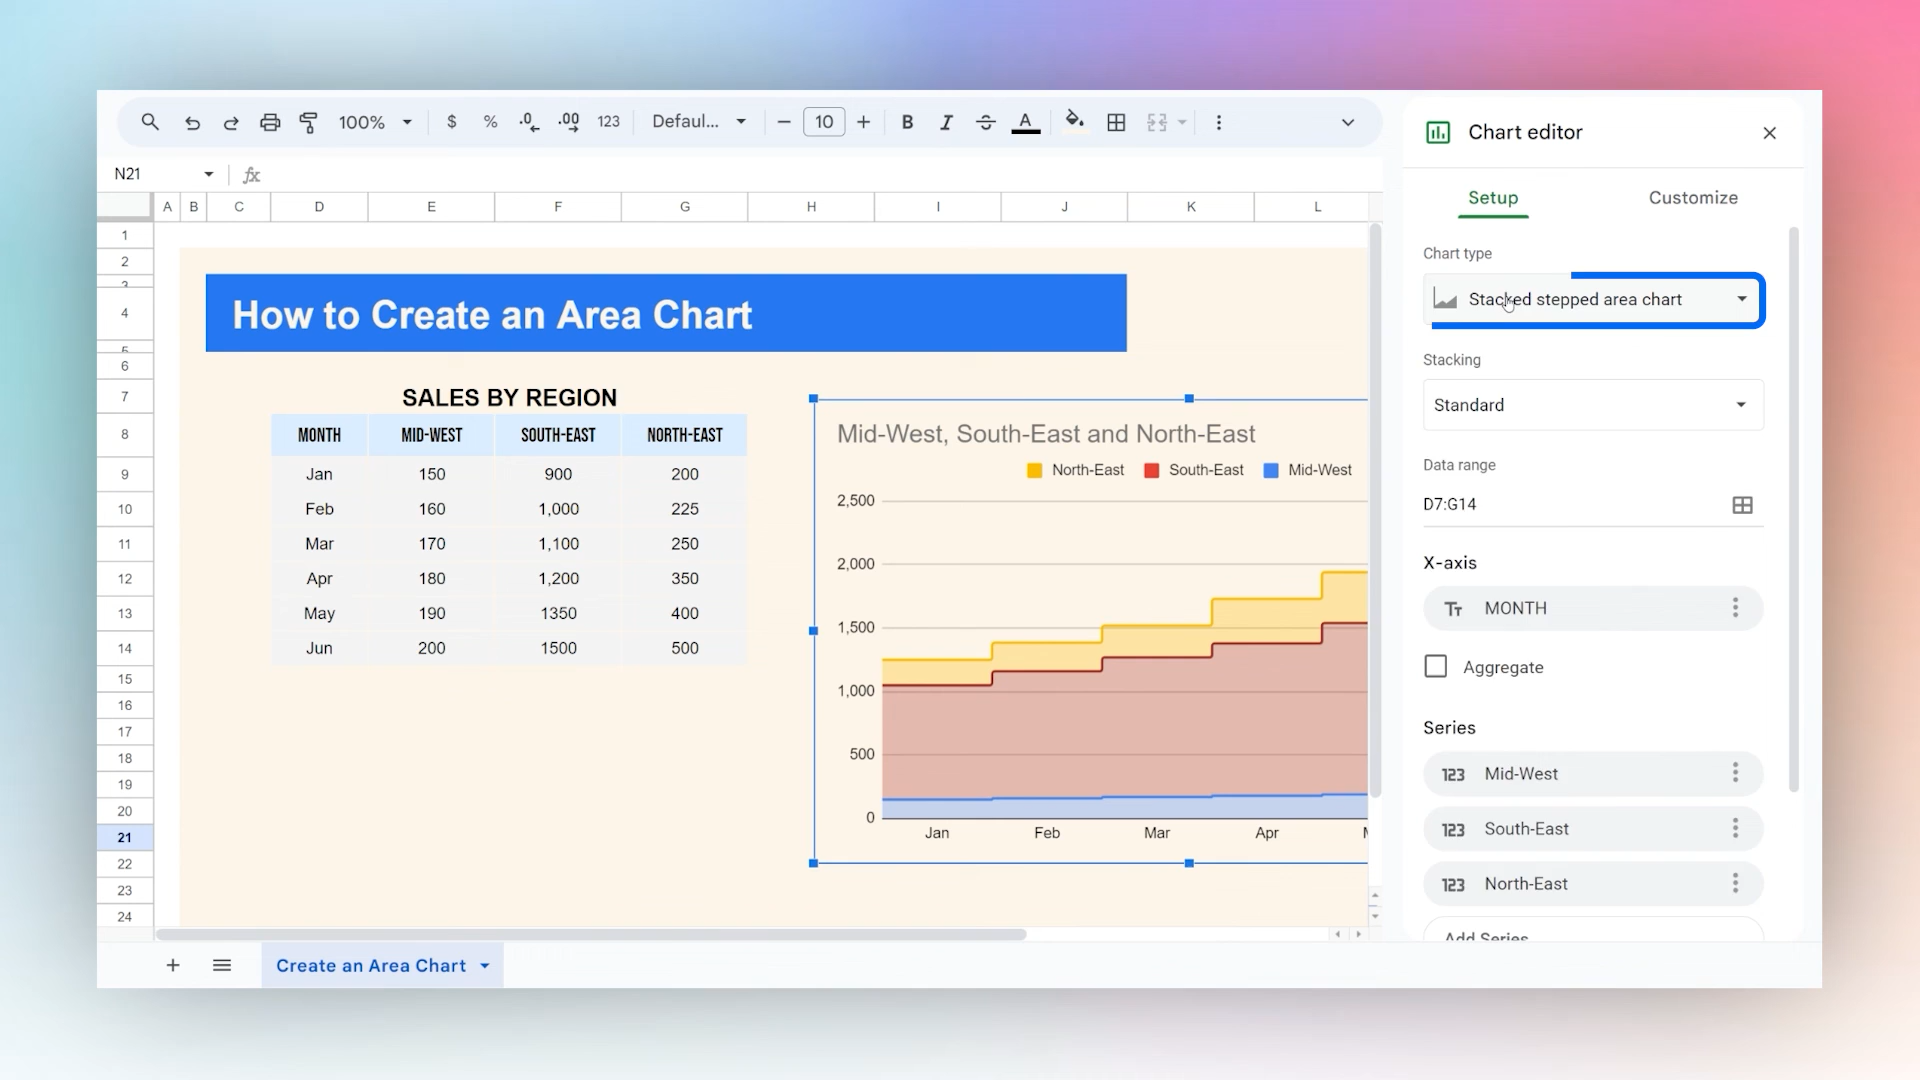 100%
$ % .0 .00 123 Defaul... 10 B I A
Chart editor
N21
fx
Setup Customize
A B C D E F G H I J K L
1
2
3
4
5
6
7
8
9
10
11
12
13
14
15
16
17
18
19
20
21
22
23
24
How to Create an Area Chart
SALES BY REGION
MONTH MID-WEST SOUTH-EAST NORTH-EAST
Jan 150 900 200
Feb 160 1,000 225
Mar 170 1,100 250
Apr 180 1,200 350
May 190 1350 400
Jun 200 1500 500
Mid-West, South-East and North-East
North-East South-East Mid-West
2,500
2,000
1,500
1,000
500
0
Jan Feb Mar Apr
Chart type
Stacked stepped area chart
Stacking
Standard
Data range
D7:G14
X-axis
Tт MONTH
Aggregate
Series
123 Mid-West
123 South-East
123 North-East
Add Series
Create an Area Chart